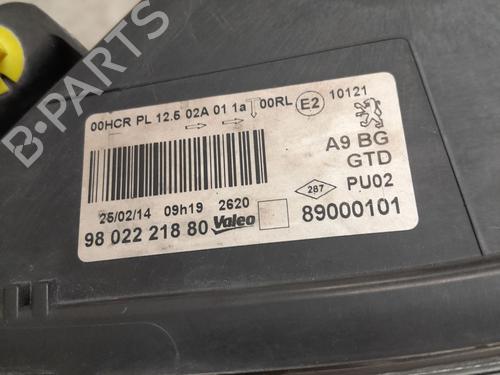 B-PARTS
00HCR PL 12.5 02A 01 1a 00RL E2 10121
A9 BG
GTD
287 PU02
25/02/14 09h19 2620
98 022 218 80 Valeo 89000101